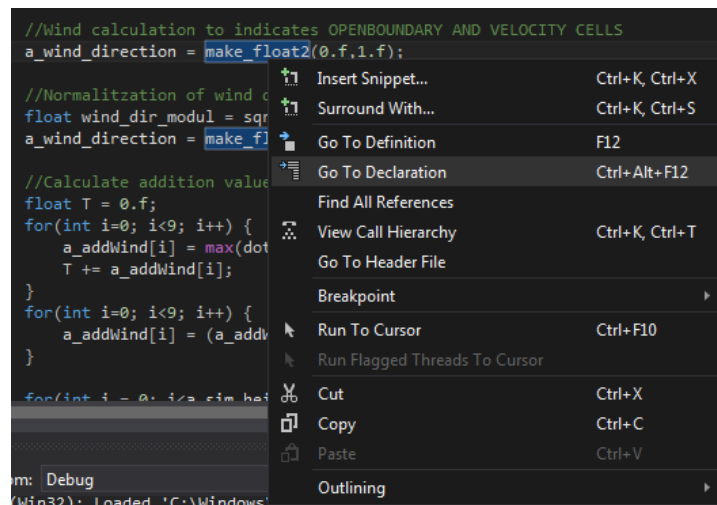 //Wind calculation to indicates OPENBOUNDARY AND VELOCITY CELLS
a_wind_direction = make_float2(0.f,1.f);
//Normalitzation of wind
float wind_dir_modul = sqr
a_wind_direction =
//Calculate addition value
float T = 0.f;
for(int i=0; i<9; i++) {
a_addWind[i] = max(dot
T += a_addWind[i];
}
for(int i=0; i<9; i++) {
a_addWind[i] =
}
for(int i = 0;
Insert Snippet... Ctrl+K, Ctrl+X
Surround With... Ctrl+K, Ctrl+S
Go To Definition F12
Go To Declaration Ctrl+Alt+F12
Find All References
View Call Hierarchy Ctrl+K, Ctrl+T
Go To Header File
Breakpoint
Run To Cursor Ctrl+F10
Run Flagged Threads To Cursor
Cut Ctrl+X
Copy Ctrl+C
Paste Ctrl+V
Outlining
om: Debug
(Win32): Loaded 'C:\Windows